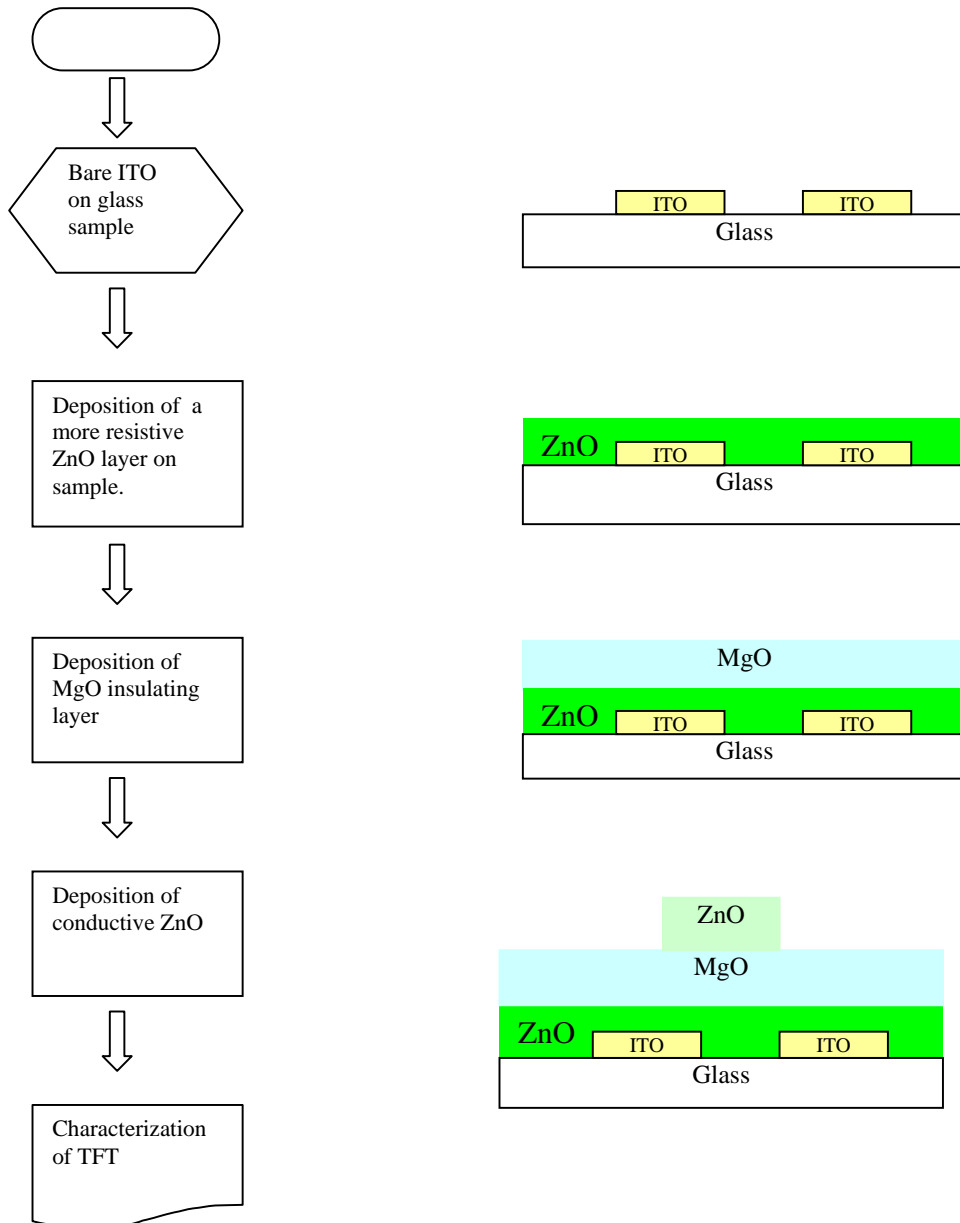 Bare ITO
on glass
sample
ITO ITO
Glass
Deposition of a
more resistive
ZnO layer on
sample.
ZnO ITO ITO
Glass
Deposition of
MgO insulating
layer
MgO
ZnO ITO ITO
Glass
Deposition of
conductive ZnO
ZnO
MgO
ZnO ITO ITO
Glass
Characterization
of TFT